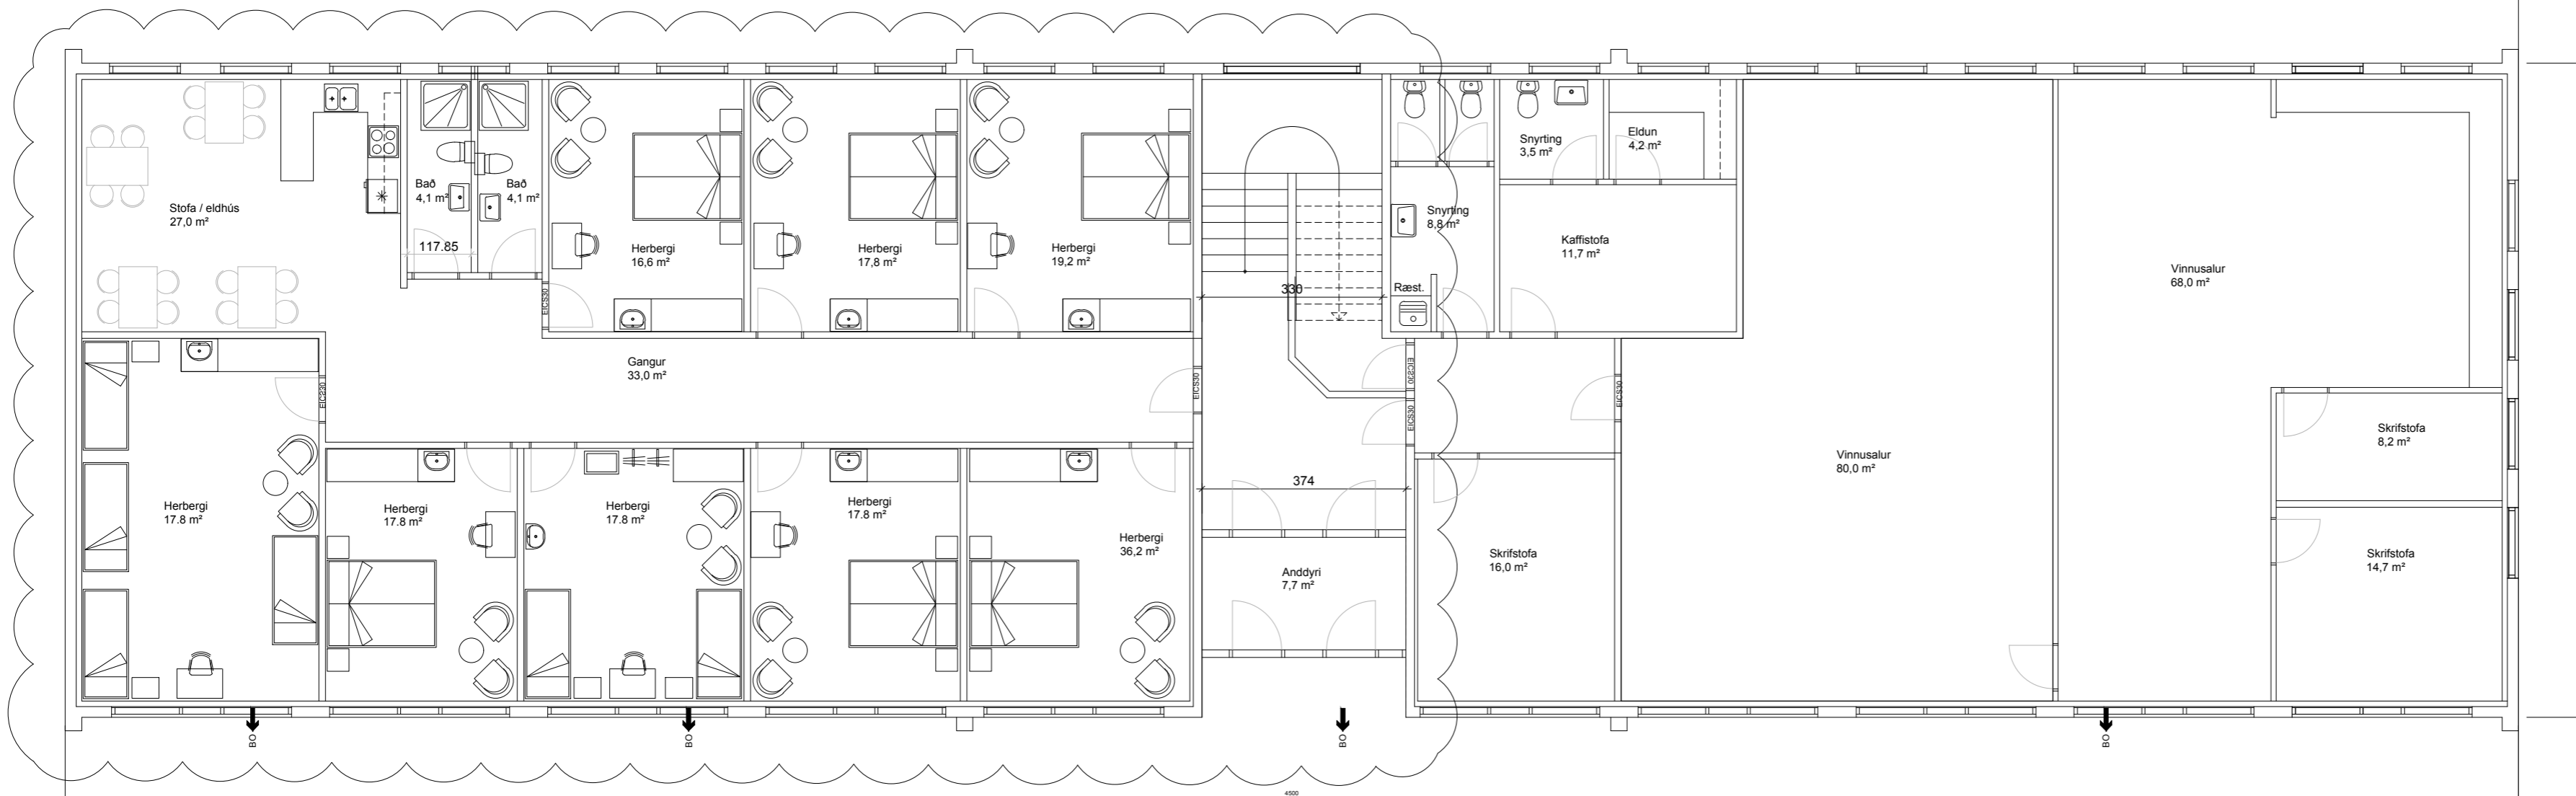 Stofa / eldhús
27,0 m²
Bað
4,1 m²
Bað
4,1 m²
117.85
Herbergi
16,6 m²
Herbergi
17,8 m²
Herbergi
19,2 m²
EICS30
330
Snyrting
8,8 m²
Ræst.
Snyrting
3,5 m²
Eldun
4,2 m²
Kaffistofa
11,7 m²
Vinnusalur
68,0 m²
Gangur
33,0 m²
EICS30
EICS30
EICS30
EICS30
EICS30
Herbergi
17.8 m²
Herbergi
17.8 m²
Herbergi
17.8 m²
Herbergi
17.8 m²
Herbergi
36,2 m²
374
Anddyri
7,7 m²
Skrifstofa
16,0 m²
Vinnusalur
80,0 m²
Skrifstofa
8,2 m²
Skrifstofa
14,7 m²
BO
BO
BO
BO
4500